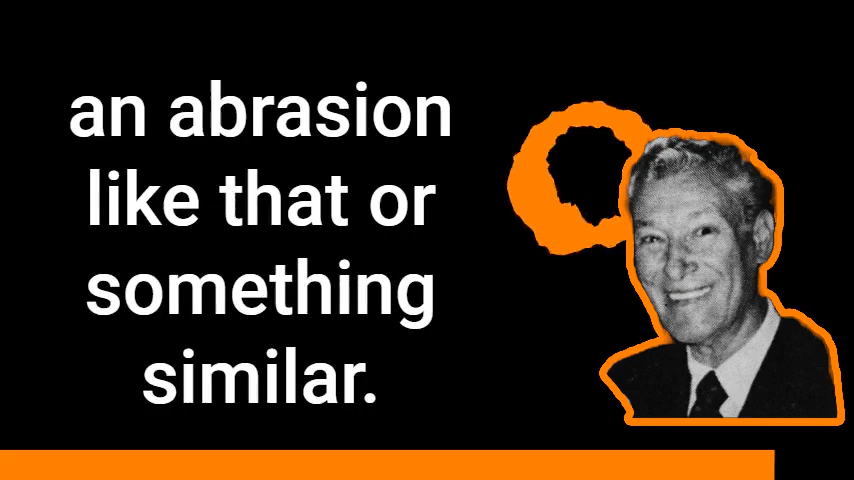 an abrasion
like that or
something
similar.